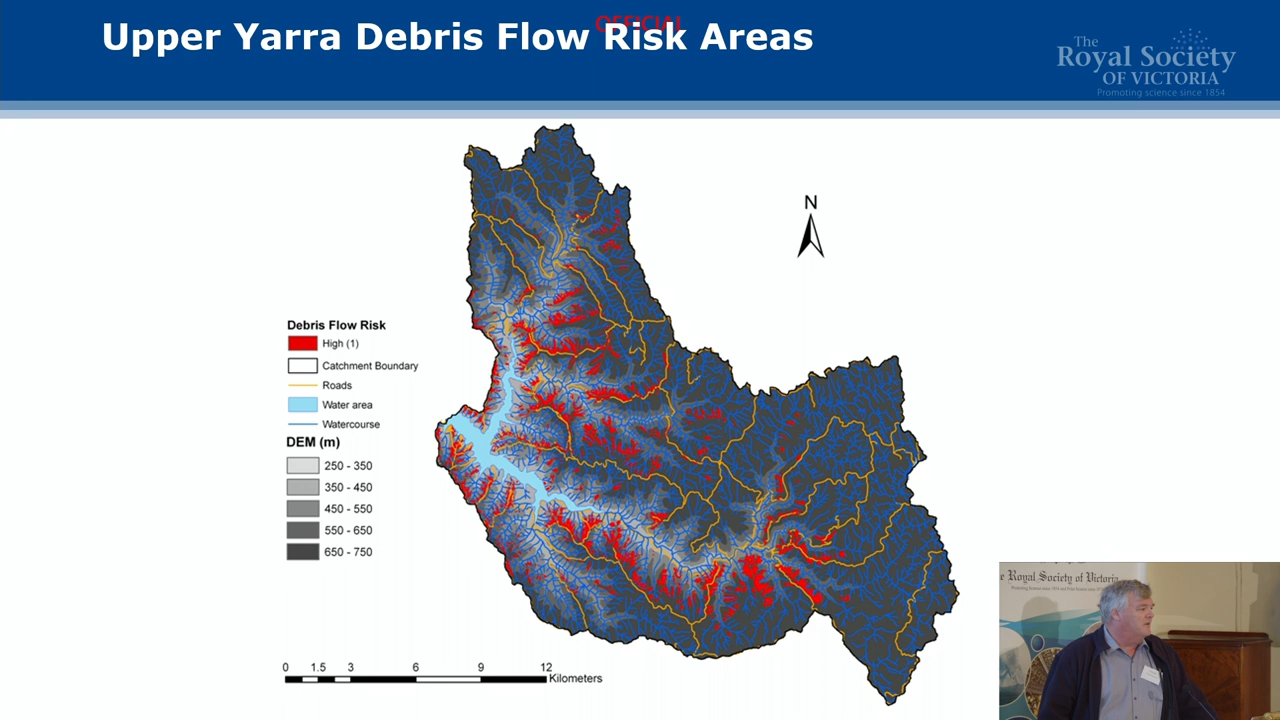 OFFICIAL
Upper Yarra Debris Flow Risk Areas
The
Royal Society
OF VICTORIA
Promoting science since 1854
N
Debris Flow Risk
High (1)
Catchment Boundary
Roads
Water area
Watercourse
DEM (m)
250 - 350
350 - 450
450 - 550
550 - 650
650 - 750
0 1.5 3 6 9 12
Kilometers
Royal Society of Victoria